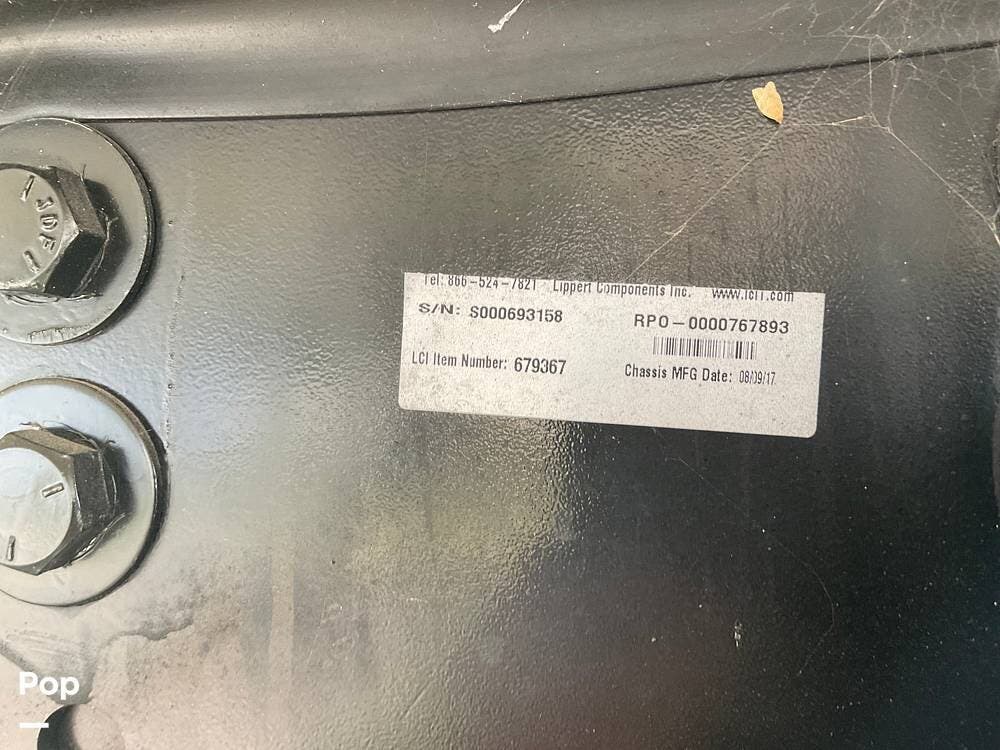 Tel: 866-524-7821 Lippert Components Inc. www.lci1.com
S/N: S000693158
RPO-0000767893
LCI Item Number: 679367
Chassis MFG Date: 08/09/17
JDF
Pop